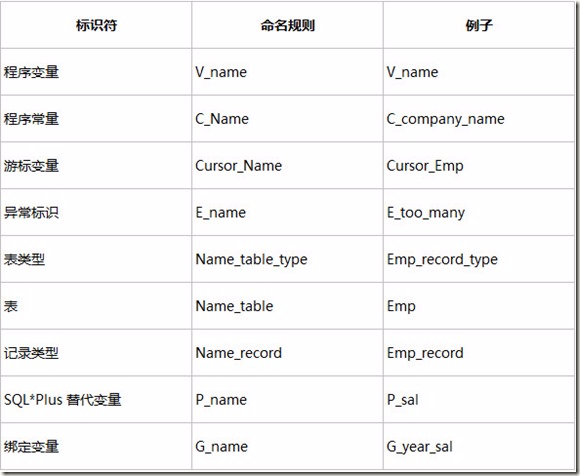 标识符 命名规则 例子
程序变量 V_name V_name
程序常量 C_Name C_company_name
游标变量 Cursor_Name Cursor_Emp
异常标识 E_name E_too_many
表类型 Name_table_type Emp_record_type
表 Name_table Emp
记录类型 Name_record Emp_record
SQL*Plus 替代变量 P_name P_sal
绑定变量 G_name G_year_sal